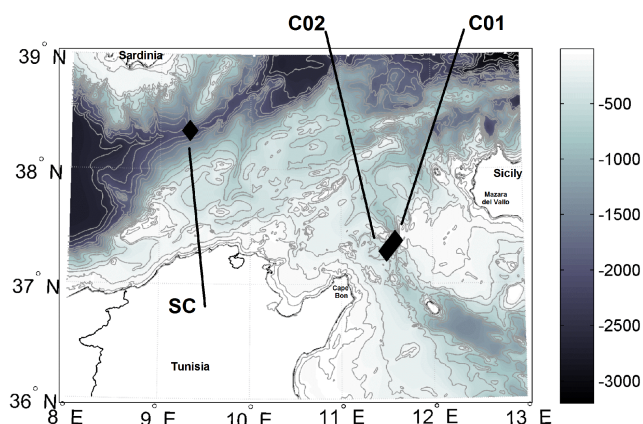 C02 C01
39° N
Sardinia
-500
38° N
-1000
Sicily
Mazara
del Vallo
-1500
-2000
37° N
Cape
Bon
SC
-2500
Tunisia
-3000
36° N
8° E 9° E 10° E 11° E 12° E 13° E